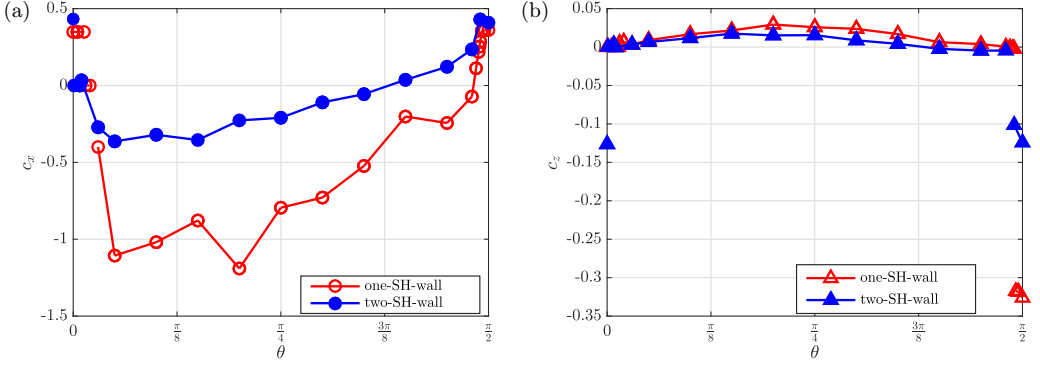 (a)
0.5
0
-0.5
-1
-1.5
c_x
0
π/8
π/4
3π/8
π/2
θ
one-SH-wall
two-SH-wall
(b)
0.05
0
-0.05
-0.1
-0.15
-0.2
-0.25
-0.3
-0.35
c_z
0
π/8
π/4
3π/8
π/2
θ
one-SH-wall
two-SH-wall